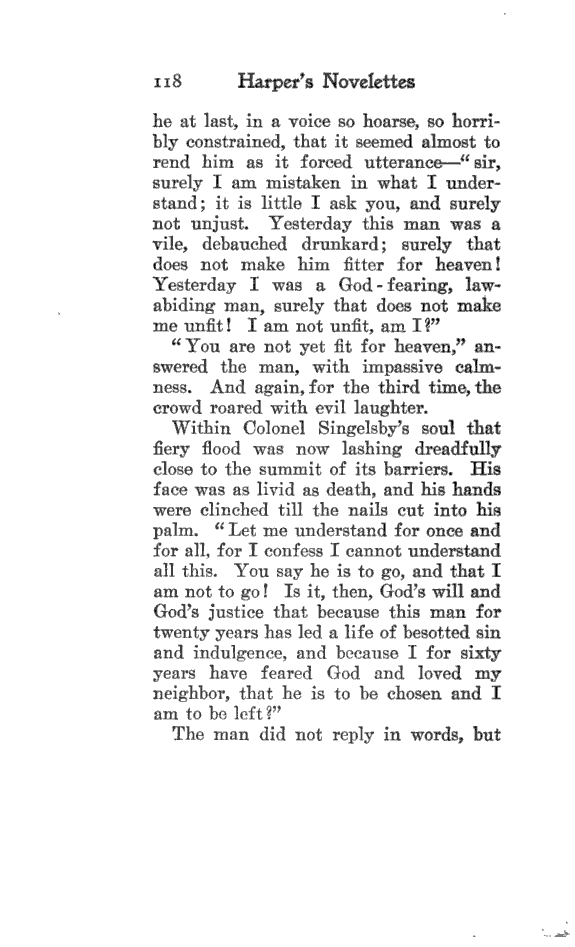 118 Harper's Novelettes
he at last, in a voice so hoarse, so horri-
bly constrained, that it seemed almost to
rend him as it forced utterance—“sir,
surely I am mistaken in what I under-
stand; it is little I ask you, and surely
not unjust. Yesterday this man was a
vile, debauched drunkard; surely that
does not make him fitter for heaven!
Yesterday I was a God-fearing, law-
abiding man, surely that does not make
me unfit! I am not unfit, am I?”
“You are not yet fit for heaven,” an-
swered the man, with impassive calm-
ness. And again, for the third time, the
crowd roared with evil laughter.
Within Colonel Singelsby's soul that
fiery flood was now lashing dreadfully
close to the summit of its barriers. His
face was as livid as death, and his hands
were clinched till the nails cut into his
palm. “Let me understand for once and
for all, for I confess I cannot understand
all this. You say he is to go, and that I
am not to go! Is it, then, God's will and
God's justice that because this man for
twenty years has led a life of besotted sin
and indulgence, and because I for sixty
years have feared God and loved my
neighbor, that he is to be chosen and I
am to be left?”
The man did not reply in words, but